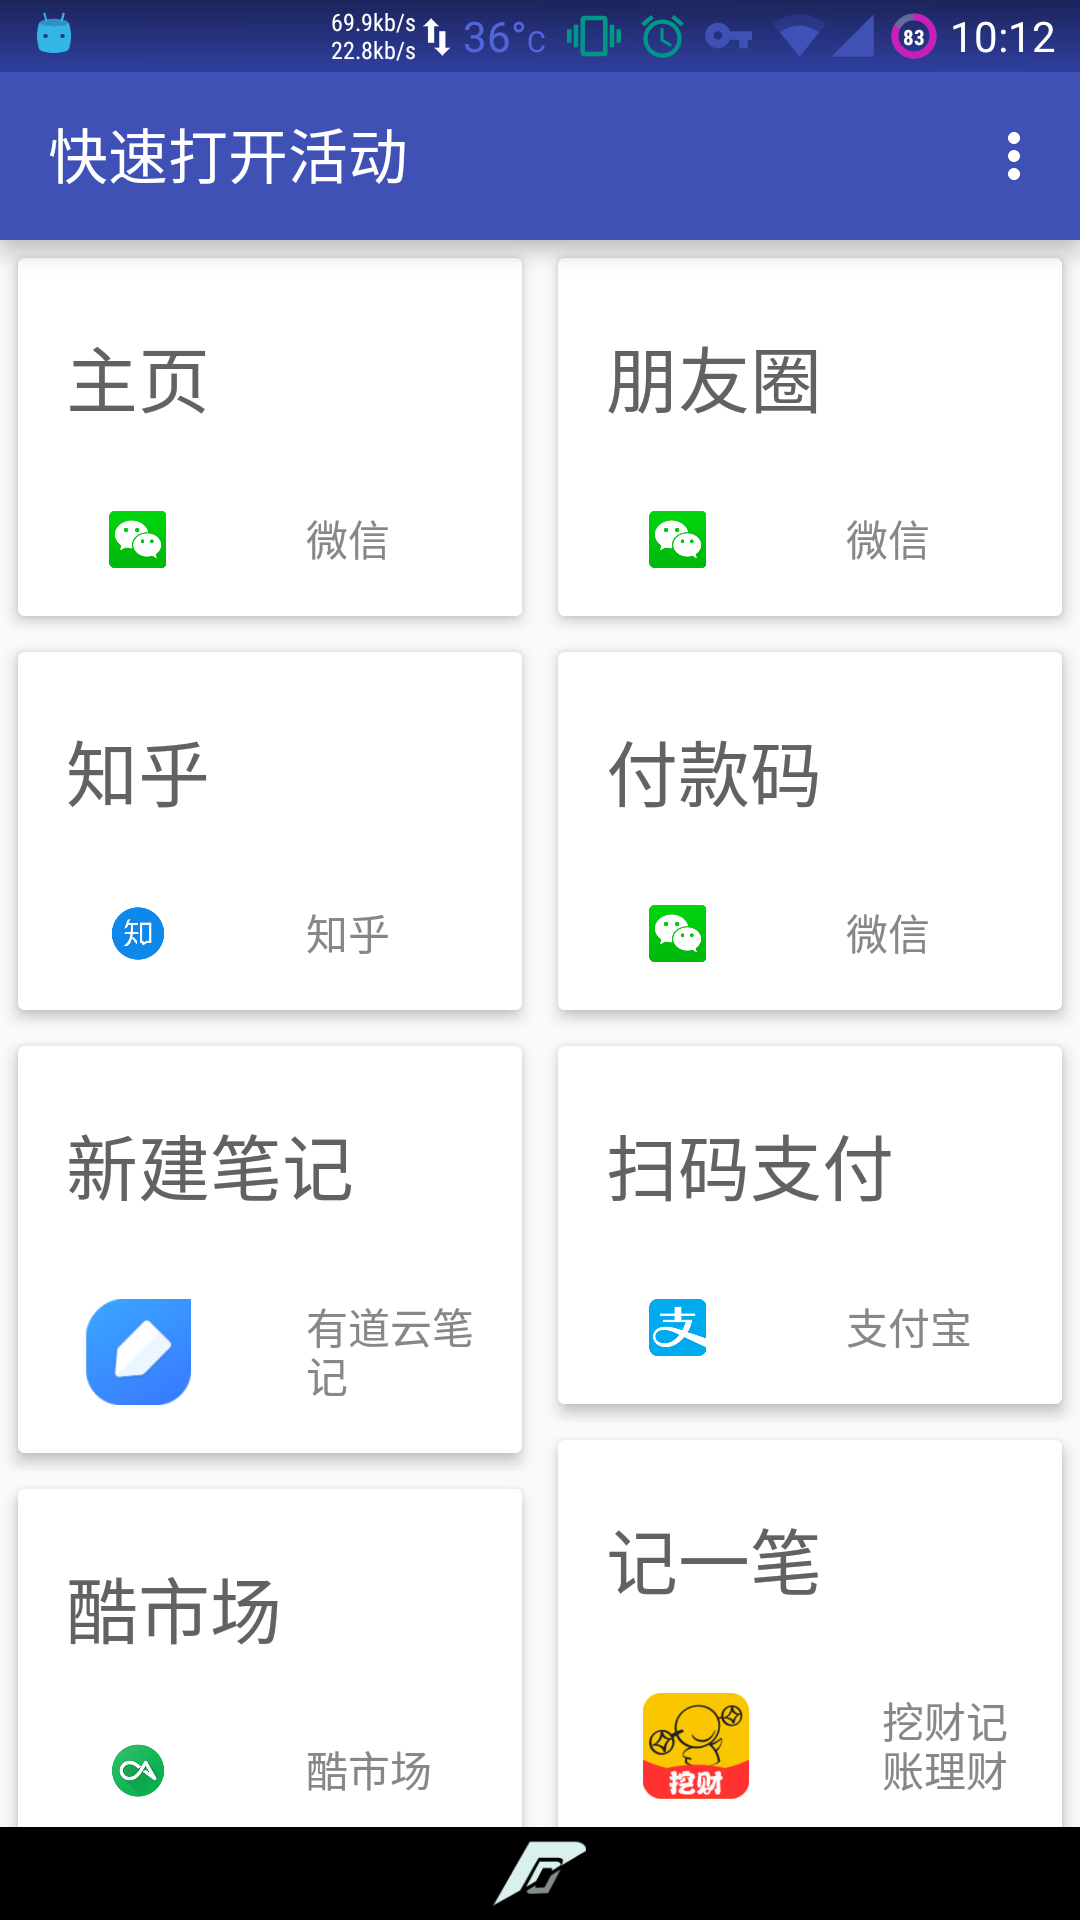 69.9kb/s
22.8kb/s
36°C
83
10:12
快速打开活动
主页
微信
朋友圈
微信
知乎
知
知乎
付款码
微信
新建笔记
有道云笔
记
扫码支付
支
支付宝
酷市场
酷市场
记一笔
挖财
挖财记
账理财